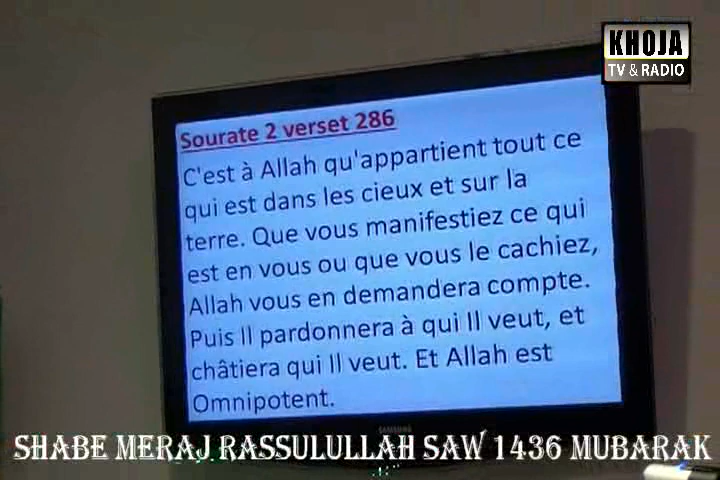 KHOJA
TV & RADIO
Sourate 2 verset 286
C'est à Allah qu'appartient tout ce
qui est dans les cieux et sur la
terre. Que vous manifestiez ce qui
est en vous ou que vous le cachiez,
Allah vous en demandera compte.
Puis Il pardonnera à qui Il veut, et
châtiera qui Il veut. Et Allah est
Omnipotent.
SAMSUNG
SHABE MERAJ RASSULULLAH SAW 1436 MUBARAK